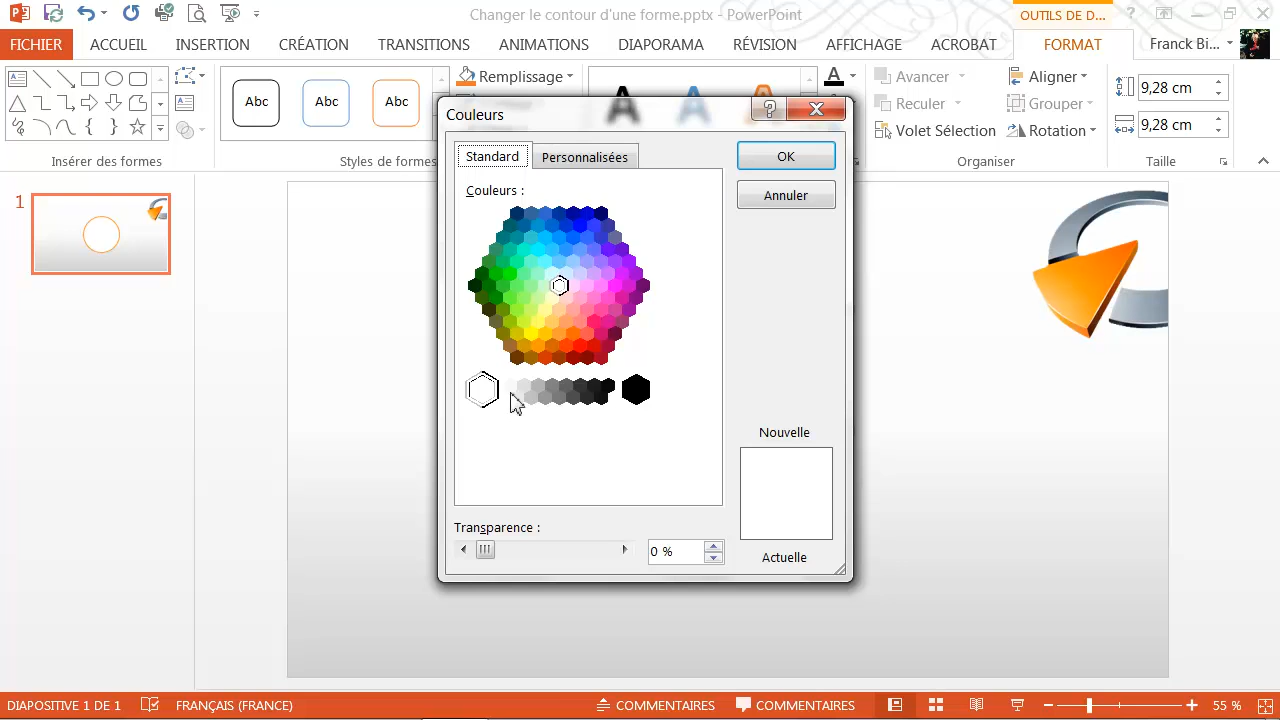 Changer le contour d'une forme.pptx - PowerPoint
OUTILS DE D...
FICHIER ACCUEIL INSERTION CRÉATION TRANSITIONS ANIMATIONS DIAPORAMA RÉVISION AFFICHAGE ACROBAT FORMAT Franck Bi...
Abc Abc Abc
Remplissage
A A A A
Avancer
Reculer
Volet Sélection
Aligner
Grouper
Rotation
9,28 cm
9,28 cm
Insérer des formes
Styles de formes
Organiser
Taille
Couleurs
Standard Personnalisées
OK
Annuler
Couleurs :
Nouvelle
Actuelle
Transparence :
0 %
1
DIAPOSITIVE 1 DE 1 FRANÇAIS (FRANCE) COMMENTAIRES COMMENTAIRES 55 %